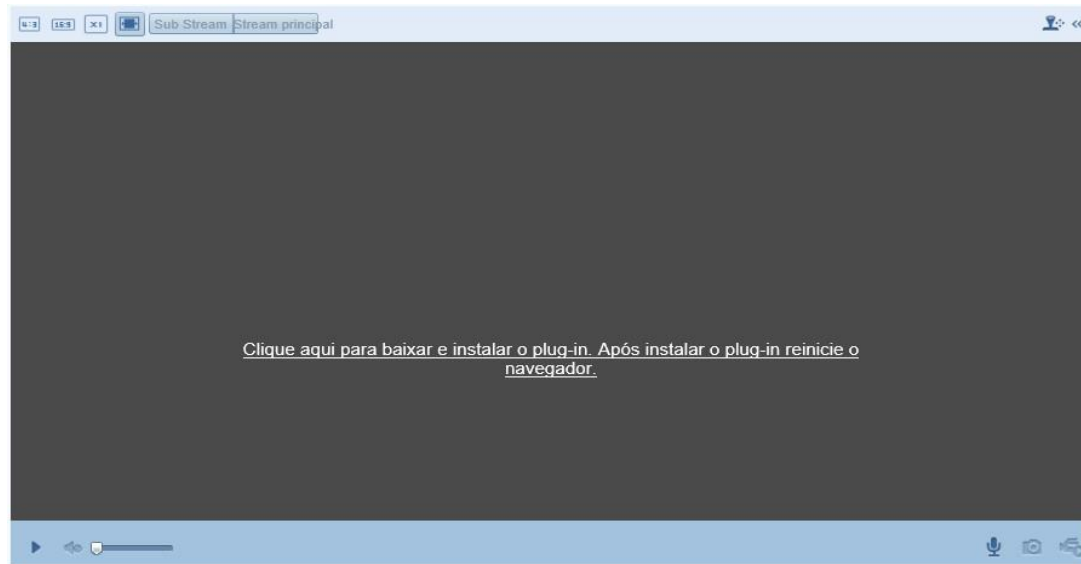 4:3 16:9 X1 Sub Stream Stream principal
Clique aqui para baixar e instalar o plug-in. Após instalar o plug-in reinicie o
navegador.